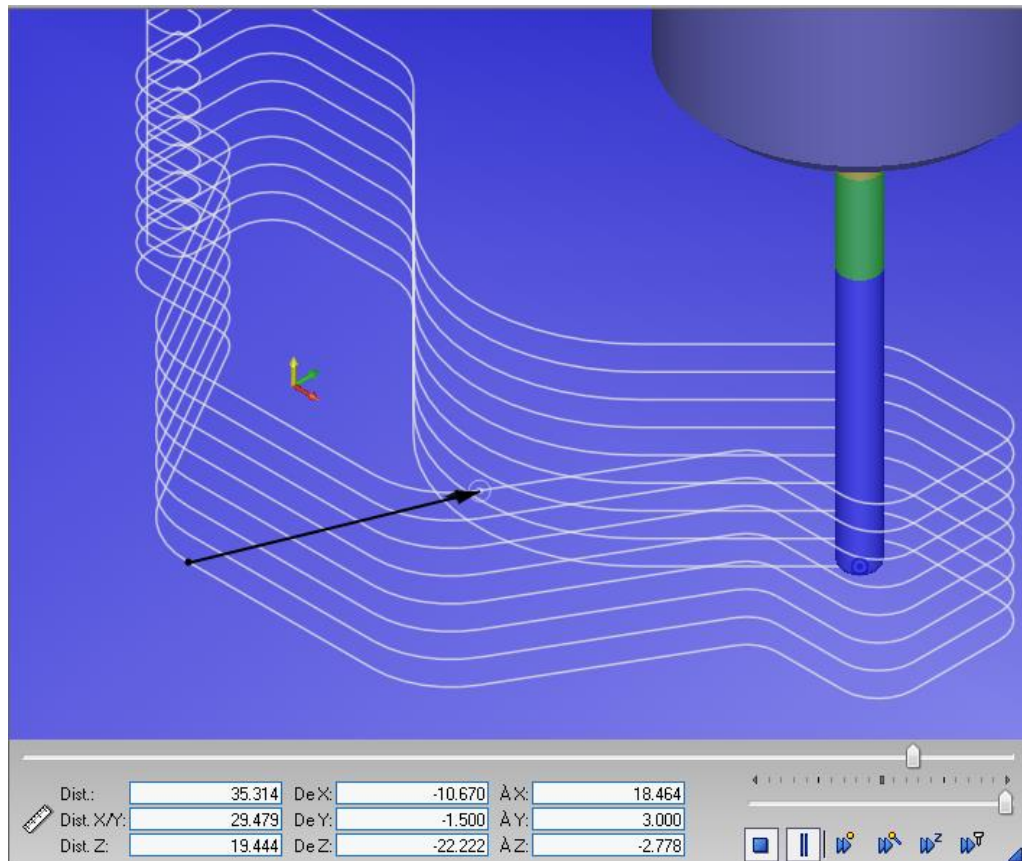 Dist.: 35.314 De X: -10.670 À X: 18.464
Dist. X/Y: 29.479 De Y: -1.500 À Y: 3.000
Dist. Z: 19.444 De Z: -22.222 À Z: -2.778
Z